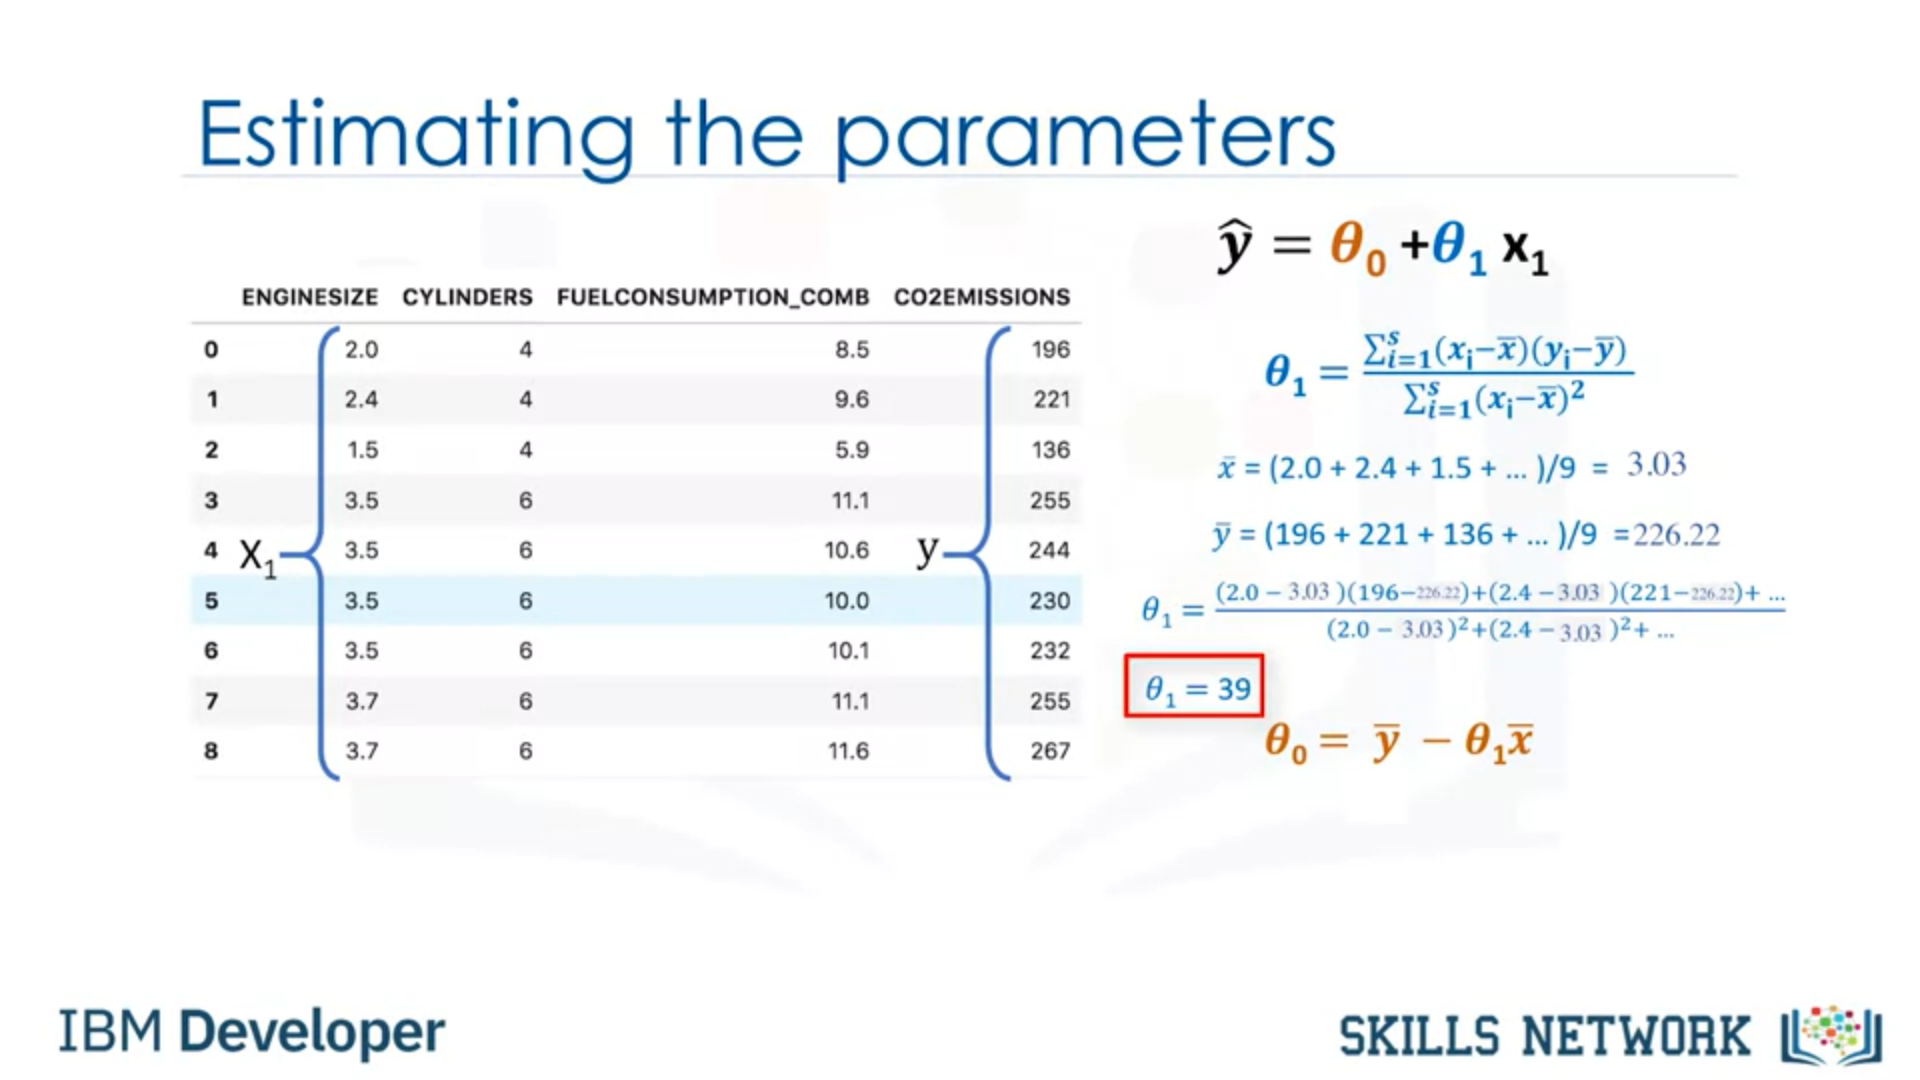 Estimating the parameters
ENGINESIZE CYLINDERS FUELCONSUMPTION_COMB CO2EMISSIONS
0 2.0 4 8.5 196
1 2.4 4 9.6 221
2 1.5 4 5.9 136
3 3.5 6 11.1 255
4 X₁ 3.5 6 10.6 y 244
5 3.5 6 10.0 230
6 3.5 6 10.1 232
7 3.7 6 11.1 255
8 3.7 6 11.6 267
ŷ = θ₀ +θ₁ x₁
θ₁ = ∑ˢᵢ₌₁(xᵢ−x̅)(yᵢ−y̅) / ∑ˢᵢ₌₁(xᵢ−x̅)²
x̅ = (2.0 + 2.4 + 1.5 + ... )/9 = 3.03
y̅ = (196 + 221 + 136 + ... )/9 =226.22
θ₁ = (2.0 − 3.03 )(196−226.22)+(2.4 − 3.03 )(221−226.22)+ ... / (2.0 − 3.03 )²+(2.4 − 3.03 )²+ ...
θ₁ = 39
θ₀ = y̅ − θ₁x̅
IBM Developer
SKILLS NETWORK